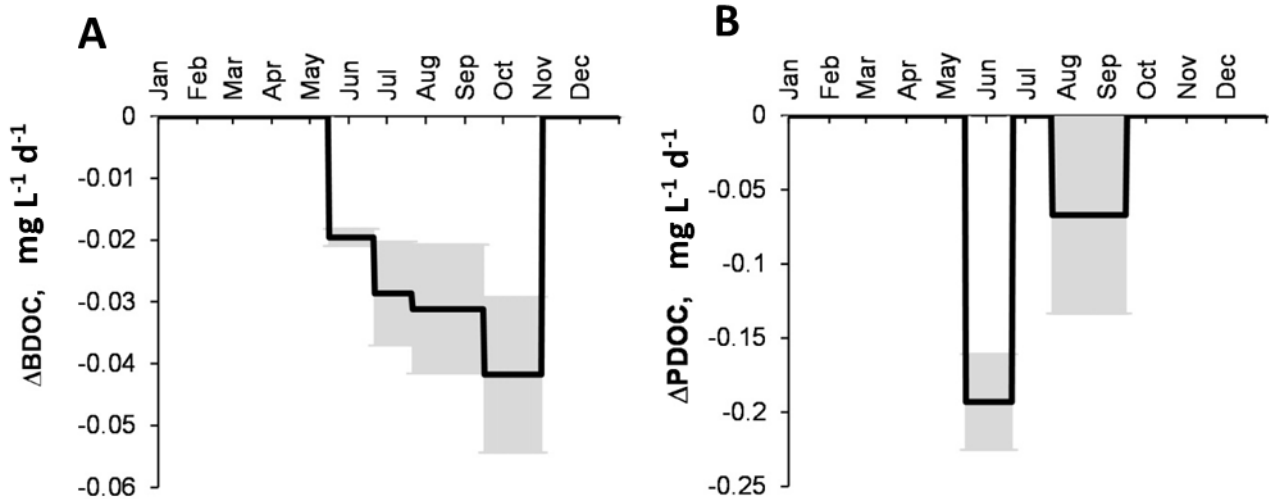 A
Jan Feb Mar Apr May Jun Jul Aug Sep Oct Nov Dec
0
-0.01
-0.02
-0.03
-0.04
-0.05
-0.06
ΔBDOC, mg L⁻¹ d⁻¹
B
Jan Feb Mar Apr May Jun Jul Aug Sep Oct Nov Dec
0
-0.05
-0.1
-0.15
-0.2
-0.25
ΔPDOC, mg L⁻¹ d⁻¹